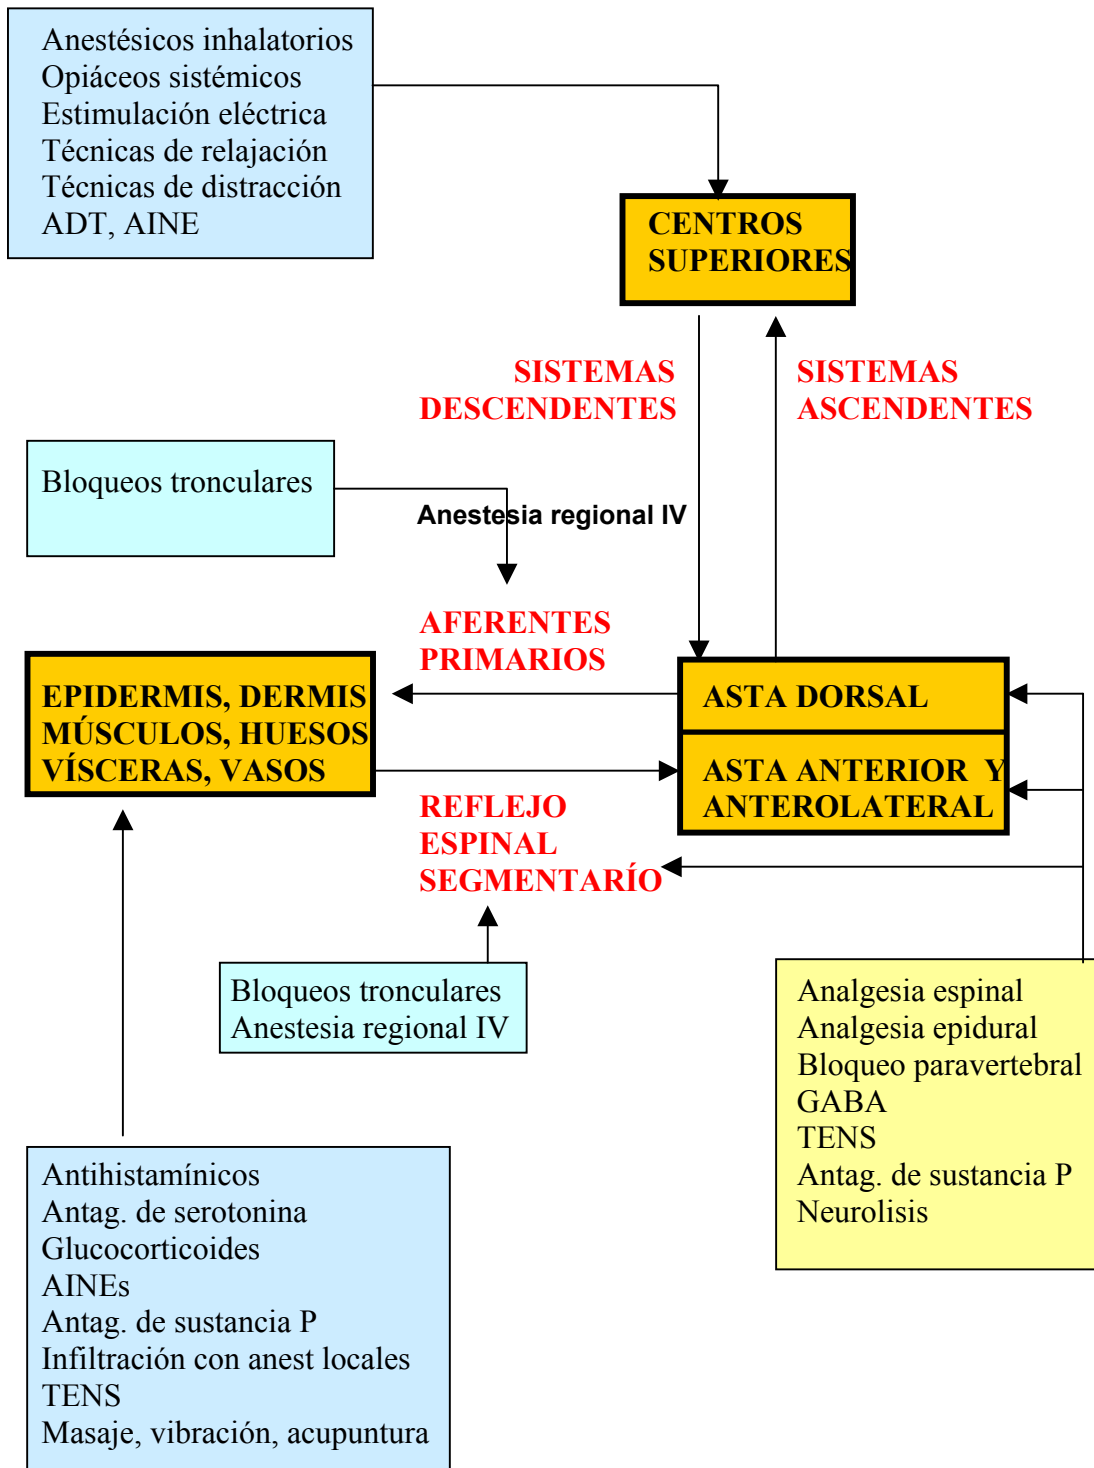 Anestésicos inhalatorios
Opiáceos sistémicos
Estimulación eléctrica
Técnicas de relajación
Técnicas de distracción
ADT, AINE
CENTROS
SUPERIORES
SISTEMAS
DESCENDENTES
SISTEMAS
ASCENDENTES
Bloqueos tronculares
Anestesia regional IV
AFERENTES
PRIMARIOS
EPIDERMIS, DERMIS
MÚSCULOS, HUESOS
VÍSCERAS, VASOS
ASTA DORSAL
ASTA ANTERIOR Y
ANTEROLATERAL
REFLEJO
ESPINAL
SEGMENTARÍO
Bloqueos tronculares
Anestesia regional IV
Analgesia espinal
Analgesia epidural
Bloqueo paravertebral
GABA
TENS
Antag. de sustancia P
Neurolisis
Antihistamínicos
Antag. de serotonina
Glucocorticoides
AINEs
Antag. de sustancia P
Infiltración con anest locales
TENS
Masaje, vibración, acupuntura